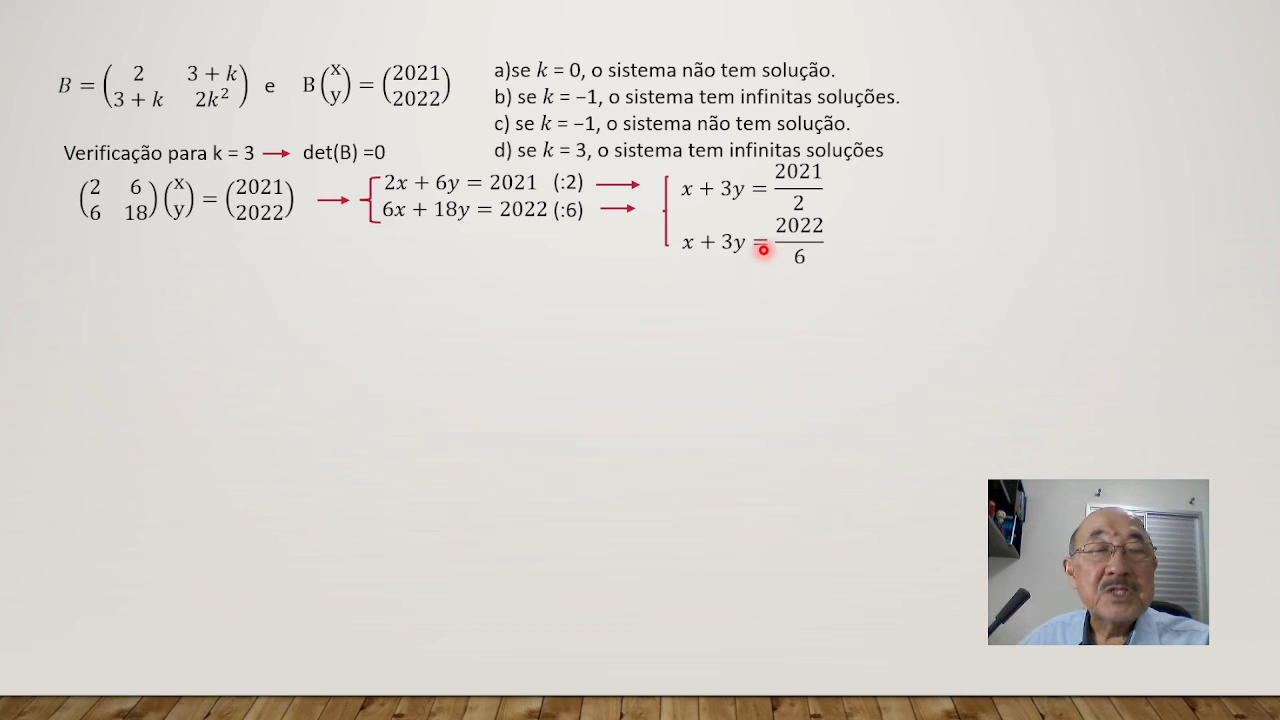 B = ( 2 3 + k ; 3 + k 2k² ) e B ( x ; y ) = ( 2021 ; 2022 )
a)se k = 0, o sistema não tem solução.
b) se k = −1, o sistema tem infinitas soluções.
c) se k = −1, o sistema não tem solução.
d) se k = 3, o sistema tem infinitas soluções
Verificação para k = 3 → det(B) =0
( 2 6 ; 6 18 ) ( x ; y ) = ( 2021 ; 2022 ) →
2x + 6y = 2021 (:2) →
6x + 18y = 2022 (:6) →
x + 3y = 2021/2
x + 3y = 2022/6